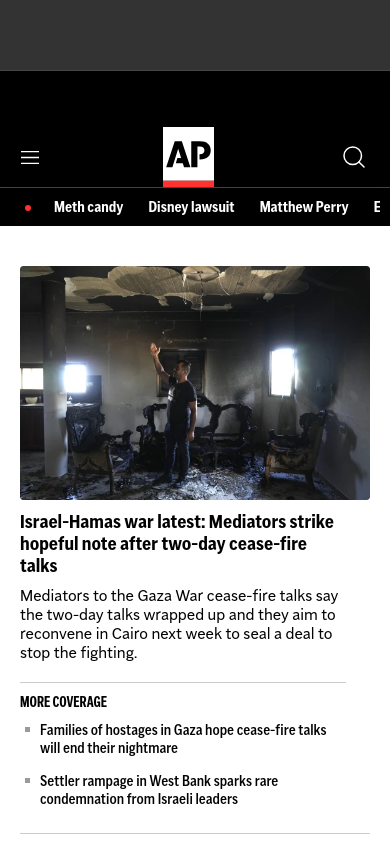 AP
Meth candy Disney lawsuit Matthew Perry E
Israel-Hamas war latest: Mediators strike
hopeful note after two-day cease-fire
talks
Mediators to the Gaza War cease-fire talks say
the two-day talks wrapped up and they aim to
reconvene in Cairo next week to seal a deal to
stop the fighting.
MORE COVERAGE
Families of hostages in Gaza hope cease-fire talks
will end their nightmare
Settler rampage in West Bank sparks rare
condemnation from Israeli leaders